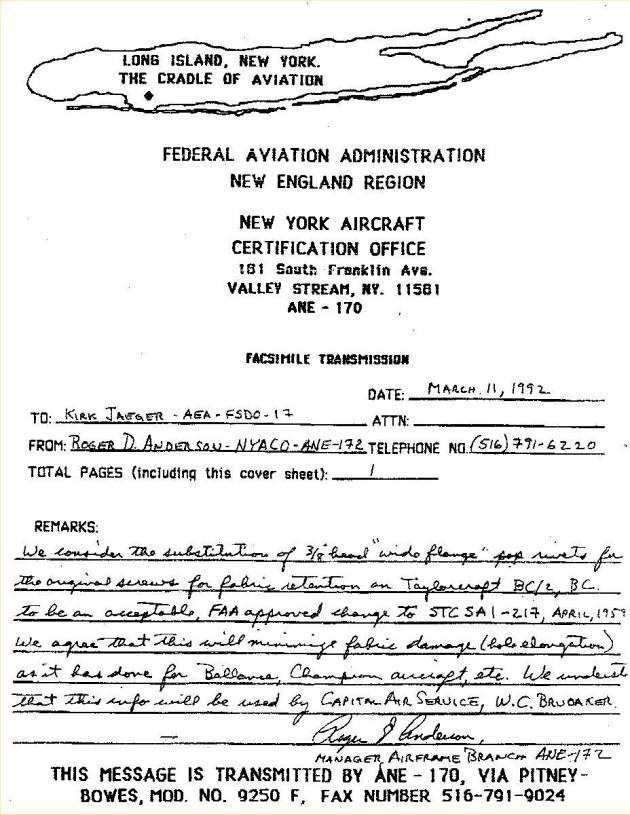 LONG ISLAND, NEW YORK.
THE CRADLE OF AVIATION
FEDERAL AVIATION ADMINISTRATION
NEW ENGLAND REGION
NEW YORK AIRCRAFT
CERTIFICATION OFFICE
181 South Franklin Ave.
VALLEY STREAM, NY. 11581
ANE - 170
FACSIMILE TRANSMISSION
DATE: MARCH 11, 1992
TO: KIRK JAEGER - AEA - FSDO - 17 ATTN:
FROM: ROGER D. ANDERSON - NYACO - ANE-172 TELEPHONE NO. (516) 791-6220
TOTAL PAGES (including this cover sheet): 1
REMARKS:
We consider the substitution of 3/8" head "wide flange" pop rivets for
the original screws for fabric retention on Taylorcraft BC12, BC.
to be an acceptable, FAA approved change to STC SA1-217, APRIL, 1959
We agree that this will minimize fabric damage (hole elongation)
as it has done for Bellanca, Champion aircraft, etc. We underst
that this info will be used by CAPITAL AIR SERVICE, W.C. BRUBAKER.
Roger D. Anderson,
MANAGER AIRFRAME BRANCH ANE-172
THIS MESSAGE IS TRANSMITTED BY ANE - 170, VIA PITNEY-
BOWES, MOD. NO. 9250 F, FAX NUMBER 516-791-9024